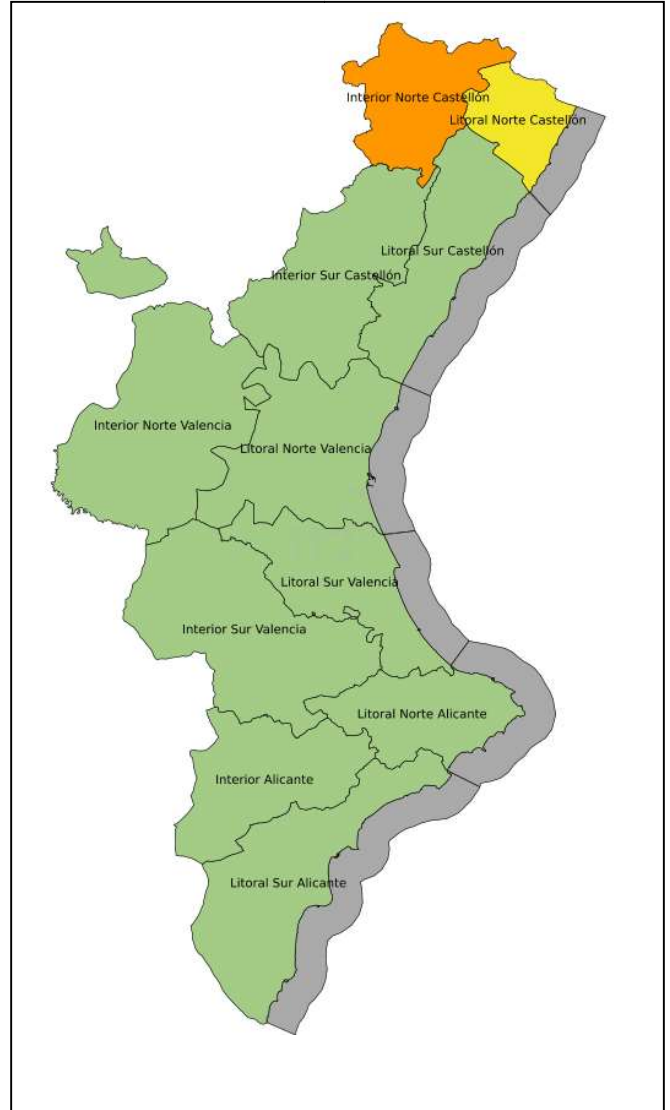 Interior Norte Castellón
Litoral Norte Castellón
Litoral Sur Castellón
Interior Sur Castellón
Interior Norte Valencia
Litoral Norte Valencia
Litoral Sur Valencia
Interior Sur Valencia
Litoral Norte Alicante
Interior Alicante
Litoral Sur Alicante